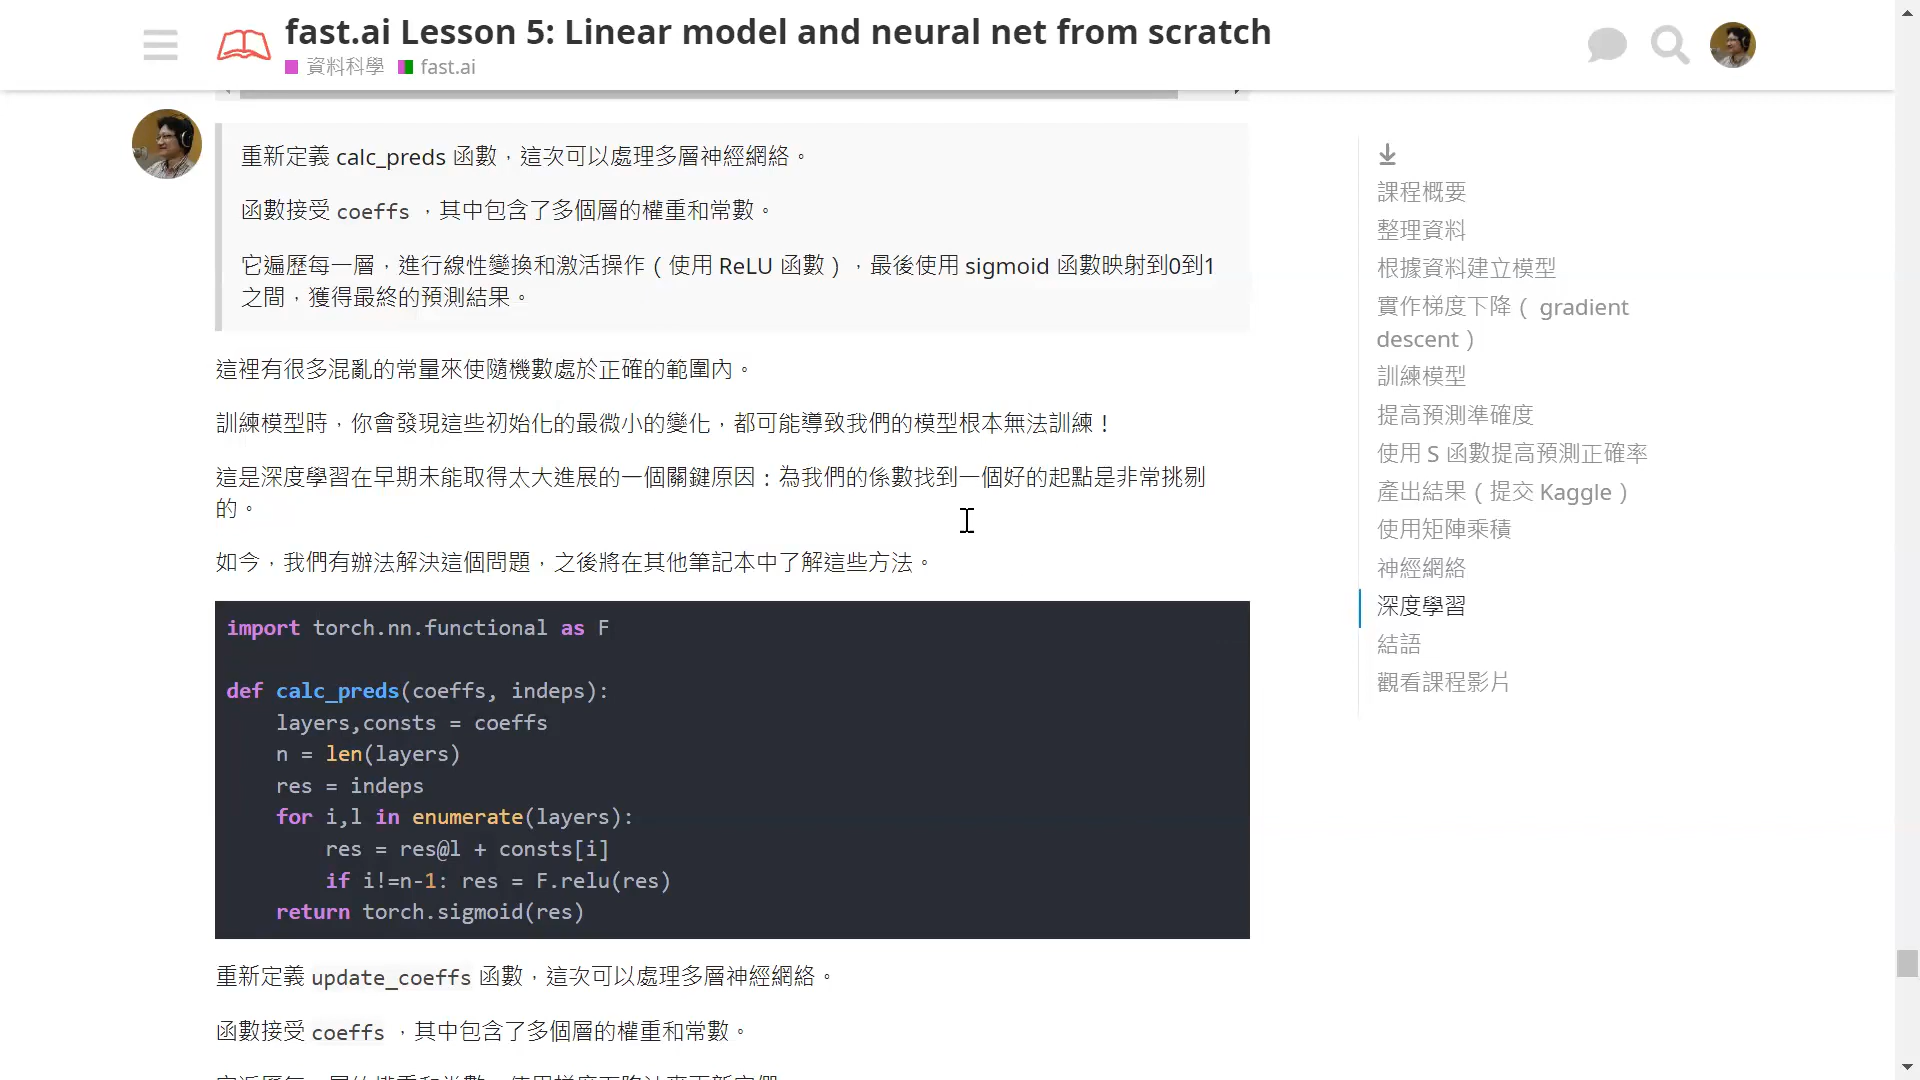 fast.ai Lesson 5: Linear model and neural net from scratch
資料科學 fast.ai
重新定義 calc_preds 函數，這次可以處理多層神經網絡。
函數接受 coeffs ，其中包含了多個層的權重和常數。
它遍歷每一層，進行線性變換和激活操作（使用 ReLU 函數），最後使用 sigmoid 函數映射到0到1
之間，獲得最終的預測結果。
這裡有很多混亂的常量來使隨機數處於正確的範圍內。
訓練模型時，你會發現這些初始化的最微小的變化，都可能導致我們的模型根本無法訓練！
這是深度學習在早期未能取得太大進展的一個關鍵原因：為我們的係數找到一個好的起點是非常挑剔
的。
如今，我們有辦法解決這個問題，之後將在其他筆記本中了解這些方法。
import torch.nn.functional as F
def calc_preds(coeffs, indeps):
    layers,consts = coeffs
    n = len(layers)
    res = indeps
    for i,l in enumerate(layers):
        res = res@l + consts[i]
        if i!=n-1: res = F.relu(res)
    return torch.sigmoid(res)
重新定義 update_coeffs 函數，這次可以處理多層神經網絡。
函數接受 coeffs ，其中包含了多個層的權重和常數。
課程概要
整理資料
根據資料建立模型
實作梯度下降（ gradient
descent）
訓練模型
提高預測準確度
使用 S 函數提高預測正確率
產出結果（提交 Kaggle）
使用矩陣乘積
神經網絡
深度學習
結語
觀看課程影片